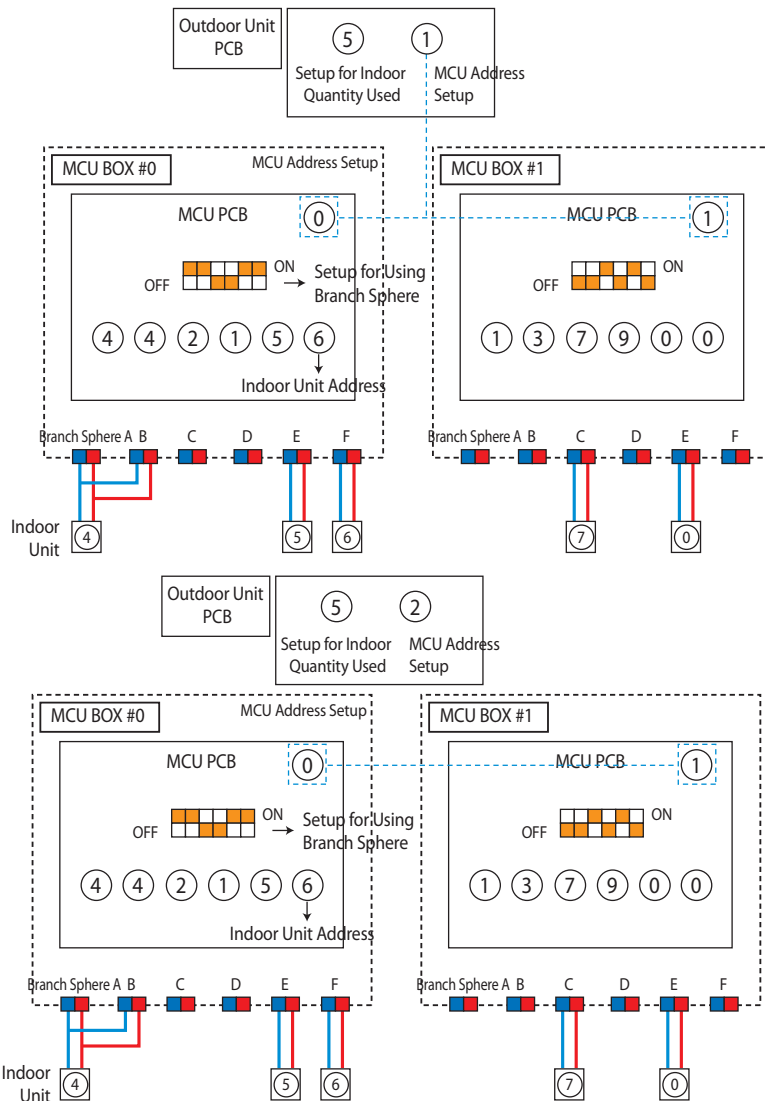 Outdoor Unit
PCB
5 1
Setup for Indoor
Quantity Used
MCU Address
Setup
MCU BOX #0
MCU Address Setup
MCU PCB
0
OFF
ON
Setup for Using
Branch Sphere
4 4 2 1 5 6
Indoor Unit Address
Branch Sphere A B C D E F
Indoor
Unit
4 5 6
MCU BOX #1
MCU PCB
1
OFF
ON
1 3 7 9 0 0
Branch Sphere A B C D E F
7 0
Outdoor Unit
PCB
5 2
Setup for Indoor
Quantity Used
MCU Address
Setup
MCU BOX #0
MCU Address Setup
MCU PCB
0
OFF
ON
Setup for Using
Branch Sphere
4 4 2 1 5 6
Indoor Unit Address
Branch Sphere A B C D E F
Indoor
Unit
4 5 6
MCU BOX #1
MCU PCB
1
OFF
ON
1 3 7 9 0 0
Branch Sphere A B C D E F
7 0